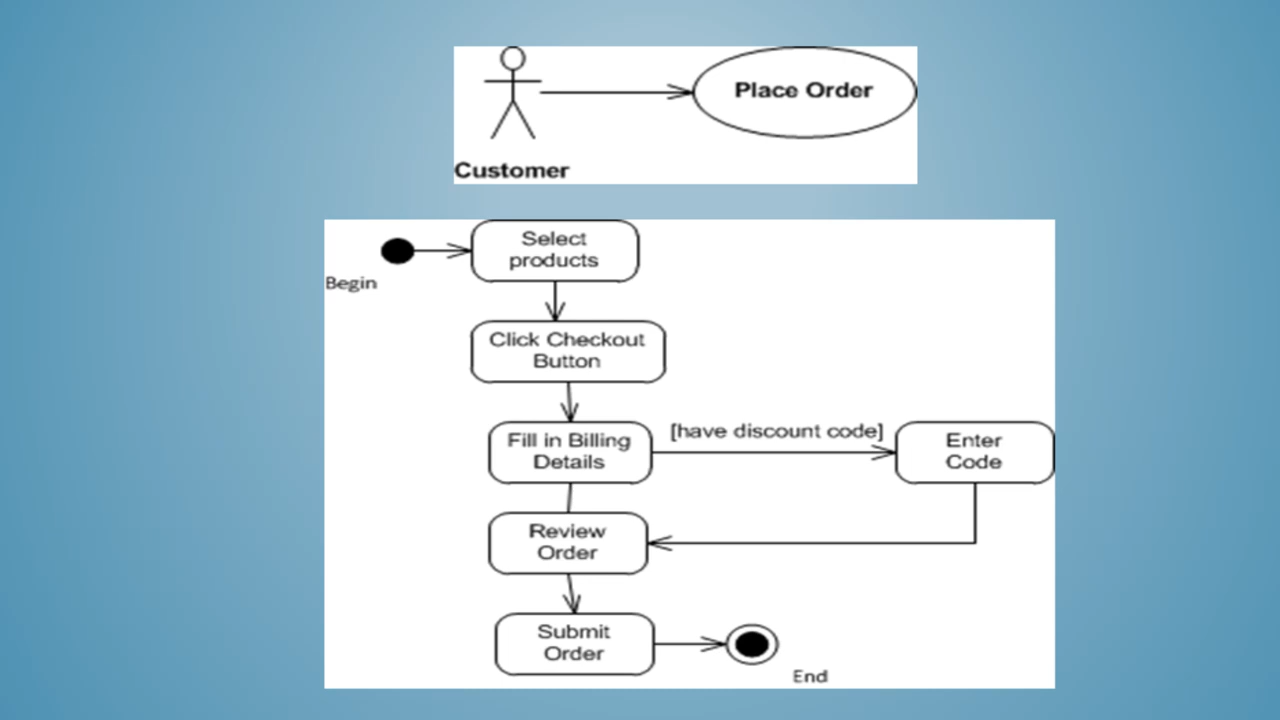 Place Order
Customer
Begin
Select
products
Click Checkout
Button
Fill in Billing
Details
[have discount code]
Enter
Code
Review
Order
Submit
Order
End